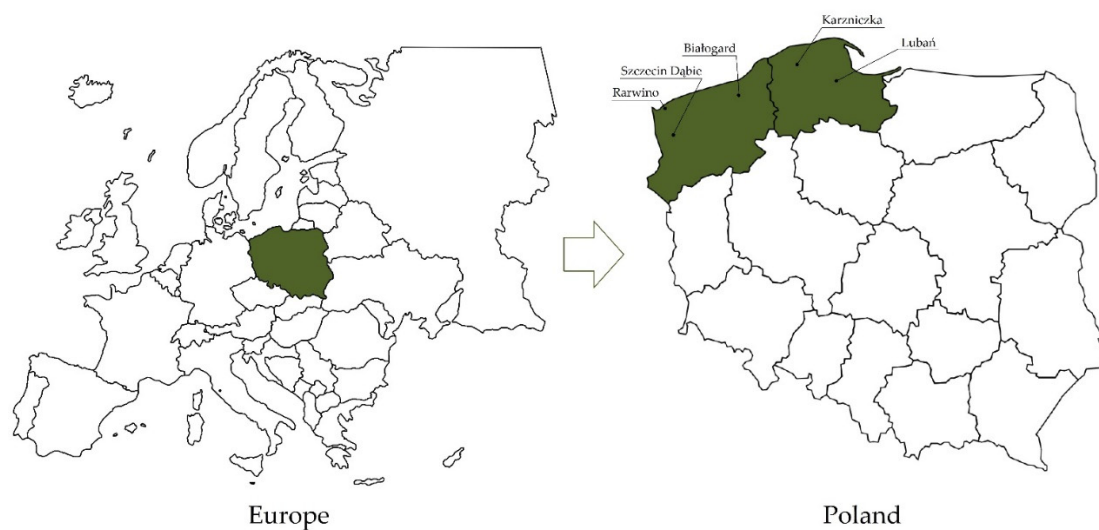 Karzniczka
Białogard
Lubań
Szczecin Dąbie
Rarwino
Europe
Poland